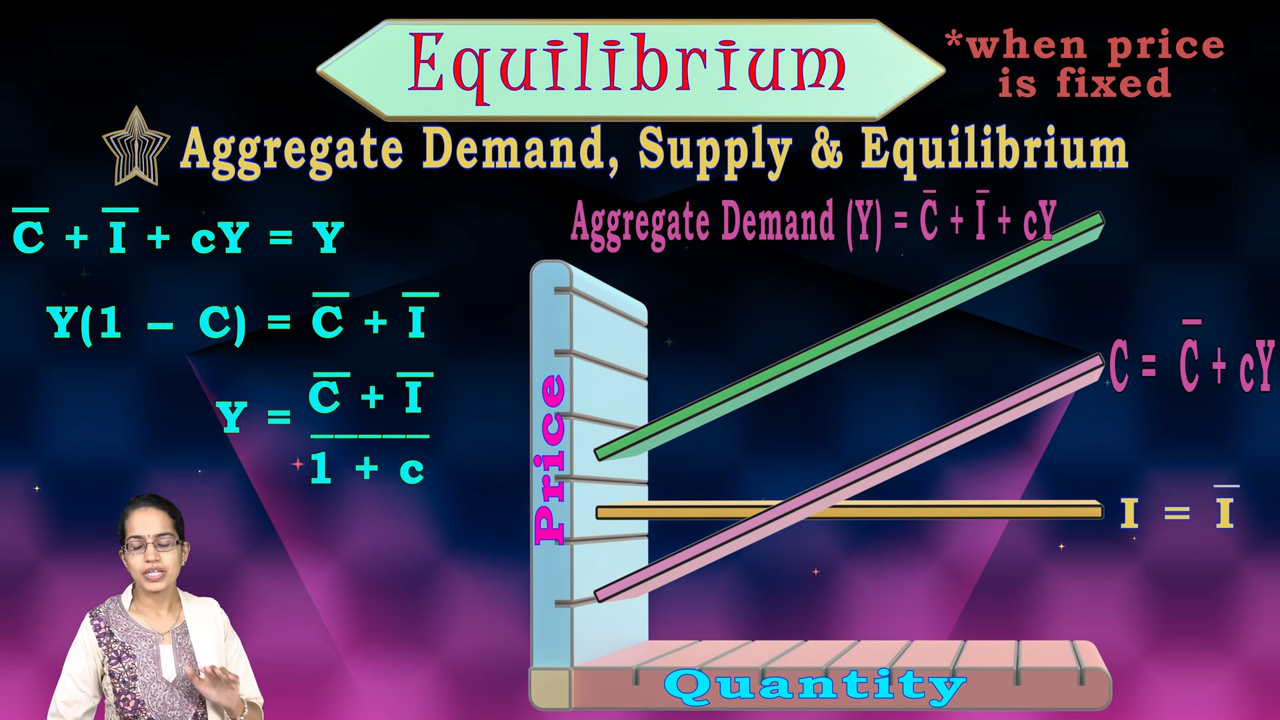 Equilibrium
*when price
is fixed
Aggregate Demand, Supply & Equilibrium
C̅ + I̅ + cY = Y
Y(1 – C) = C̅ + I̅
Y = C̅ + I̅
-----
1 + c
Aggregate Demand (Y) = C̅ + I̅ + cY
C = C̅ + cY
I = I̅
Price
Quantity